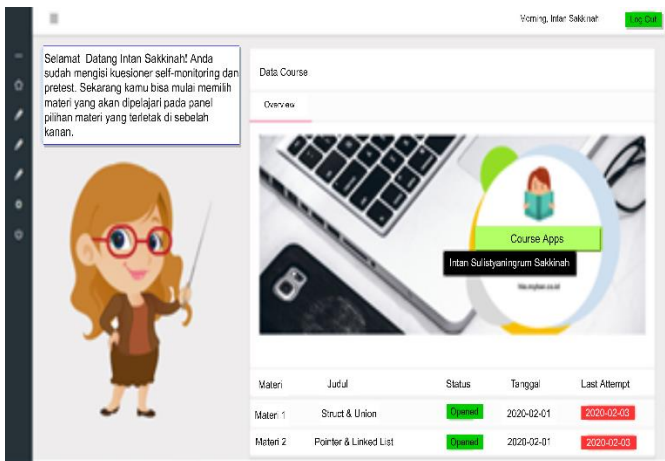 Morning, Intan Sakkinah
Log Out
Selamat Datang Intan Sakkinah! Anda
sudah mengisi kuesioner self-monitoring dan
pretest. Sekarang kamu bisa mulai memilih
materi yang akan dipelajari pada panel
pilihan materi yang terletak di sebelah
kanan.
Data Course
Overview
Course Apps
Intan Sulistyaningrum Sakkinah
Materi Judul Status Tanggal Last Attempt
Materi 1 Struct & Union Opened 2020-02-01 2020-02-03
Materi 2 Pointer & Linked List Opened 2020-02-01 2020-02-03